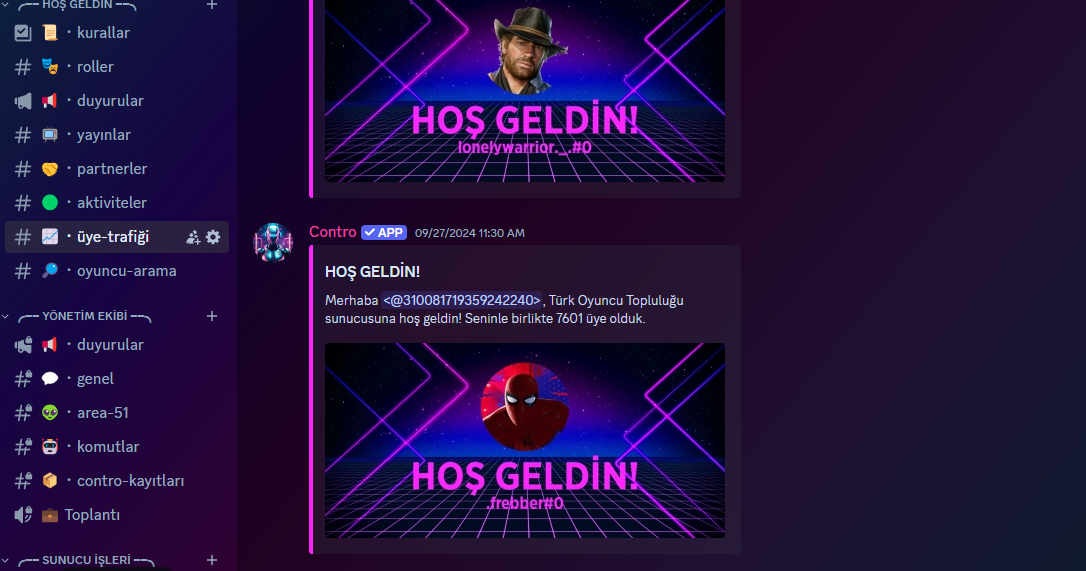 HOŞ GELDİN
kurallar
roller
duyurular
yayınlar
partnerler
aktiviteler
üye-trafiği
oyuncu-arama
YÖNETİM EKİBİ
duyurular
genel
area-51
komutlar
contro-kayıtları
Toplantı
SUNUCU İŞLERİ
HOŞ GELDİN!
lonelywarrior._.#0
Contro APP 09/27/2024 11:30 AM
HOŞ GELDİN!
Merhaba <@310081719359242240>, Türk Oyuncu Topluluğu
sunucusuna hoş geldin! Seninle birlikte 7601 üye olduk.
HOŞ GELDİN!
.frebber#0